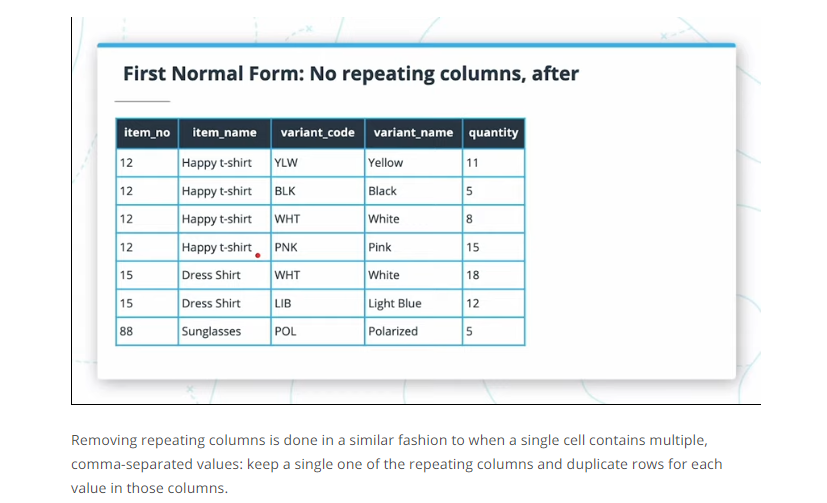 First Normal Form: No repeating columns, after
item_no item_name variant_code variant_name quantity
12 Happy t-shirt YLW Yellow 11
12 Happy t-shirt BLK Black 5
12 Happy t-shirt WHT White 8
12 Happy t-shirt PNK Pink 15
15 Dress Shirt WHT White 18
15 Dress Shirt LIB Light Blue 12
88 Sunglasses POL Polarized 5
Removing repeating columns is done in a similar fashion to when a single cell contains multiple,
comma-separated values: keep a single one of the repeating columns and duplicate rows for each
value in those columns.